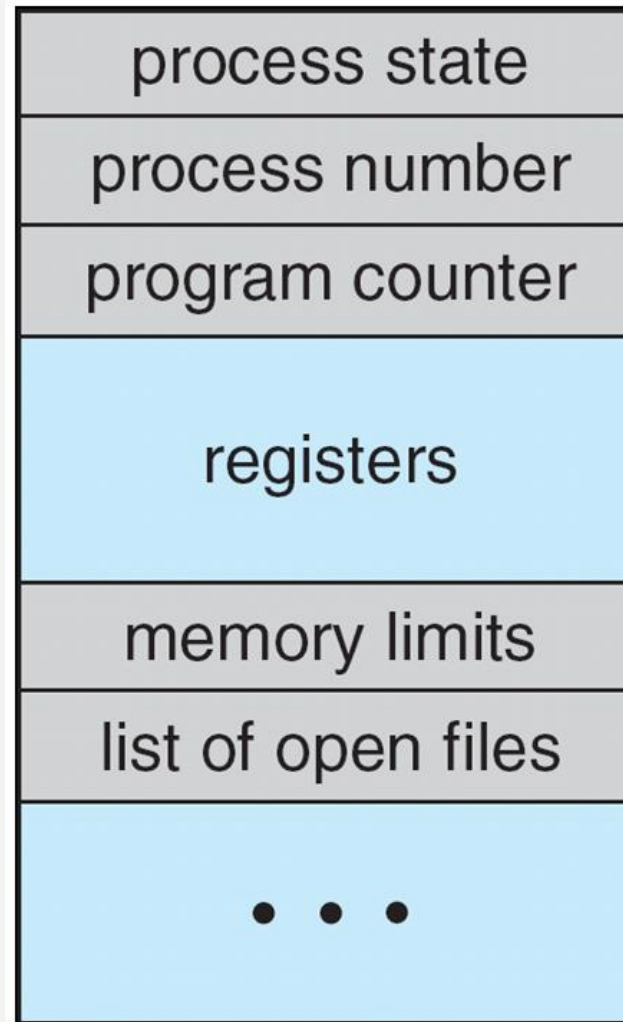 process state
process number
program counter
registers
memory limits
list of open files
• • •